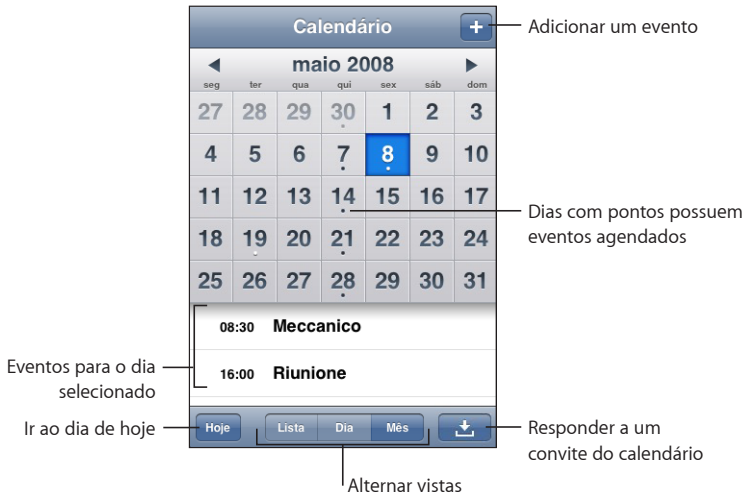 Calendário
+
Adicionar um evento
maio 2008
seg ter qua qui sex sáb dom
27 28 29 30 1 2 3
4 5 6 7 8 9 10
11 12 13 14 15 16 17
Dias com pontos possuem
eventos agendados
18 19 20 21 22 23 24
25 26 27 28 29 30 31
08:30 Meccanico
16:00 Riunione
Eventos para o dia
selecionado
Ir ao dia de hoje
Hoje
Lista Dia Mês
Responder a um
convite do calendário
Alternar vistas